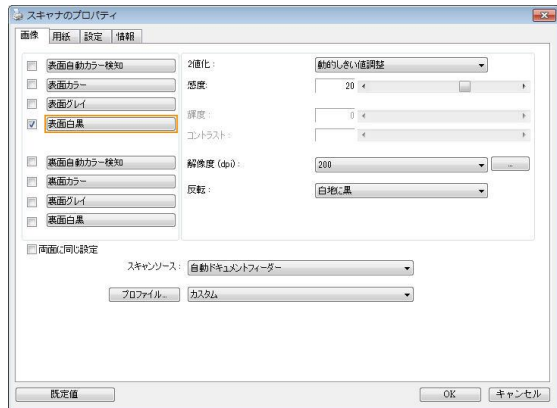 スキャナのプロパティ
画像 用紙 設定 情報
表面自動カラー検知
表面カラー
表面グレイ
表面白黒
裏面自動カラー検知
裏面カラー
裏面グレイ
裏面白黒
2値化： 動的しきい値調整
感度： 20
輝度： 0
コントラスト：
解像度 (dpi)： 200 ...
反転： 白地に黒
両面に同じ設定
スキャンソース： 自動ドキュメントフィーダー
プロファイル... カスタム
既定値 OK キャンセル